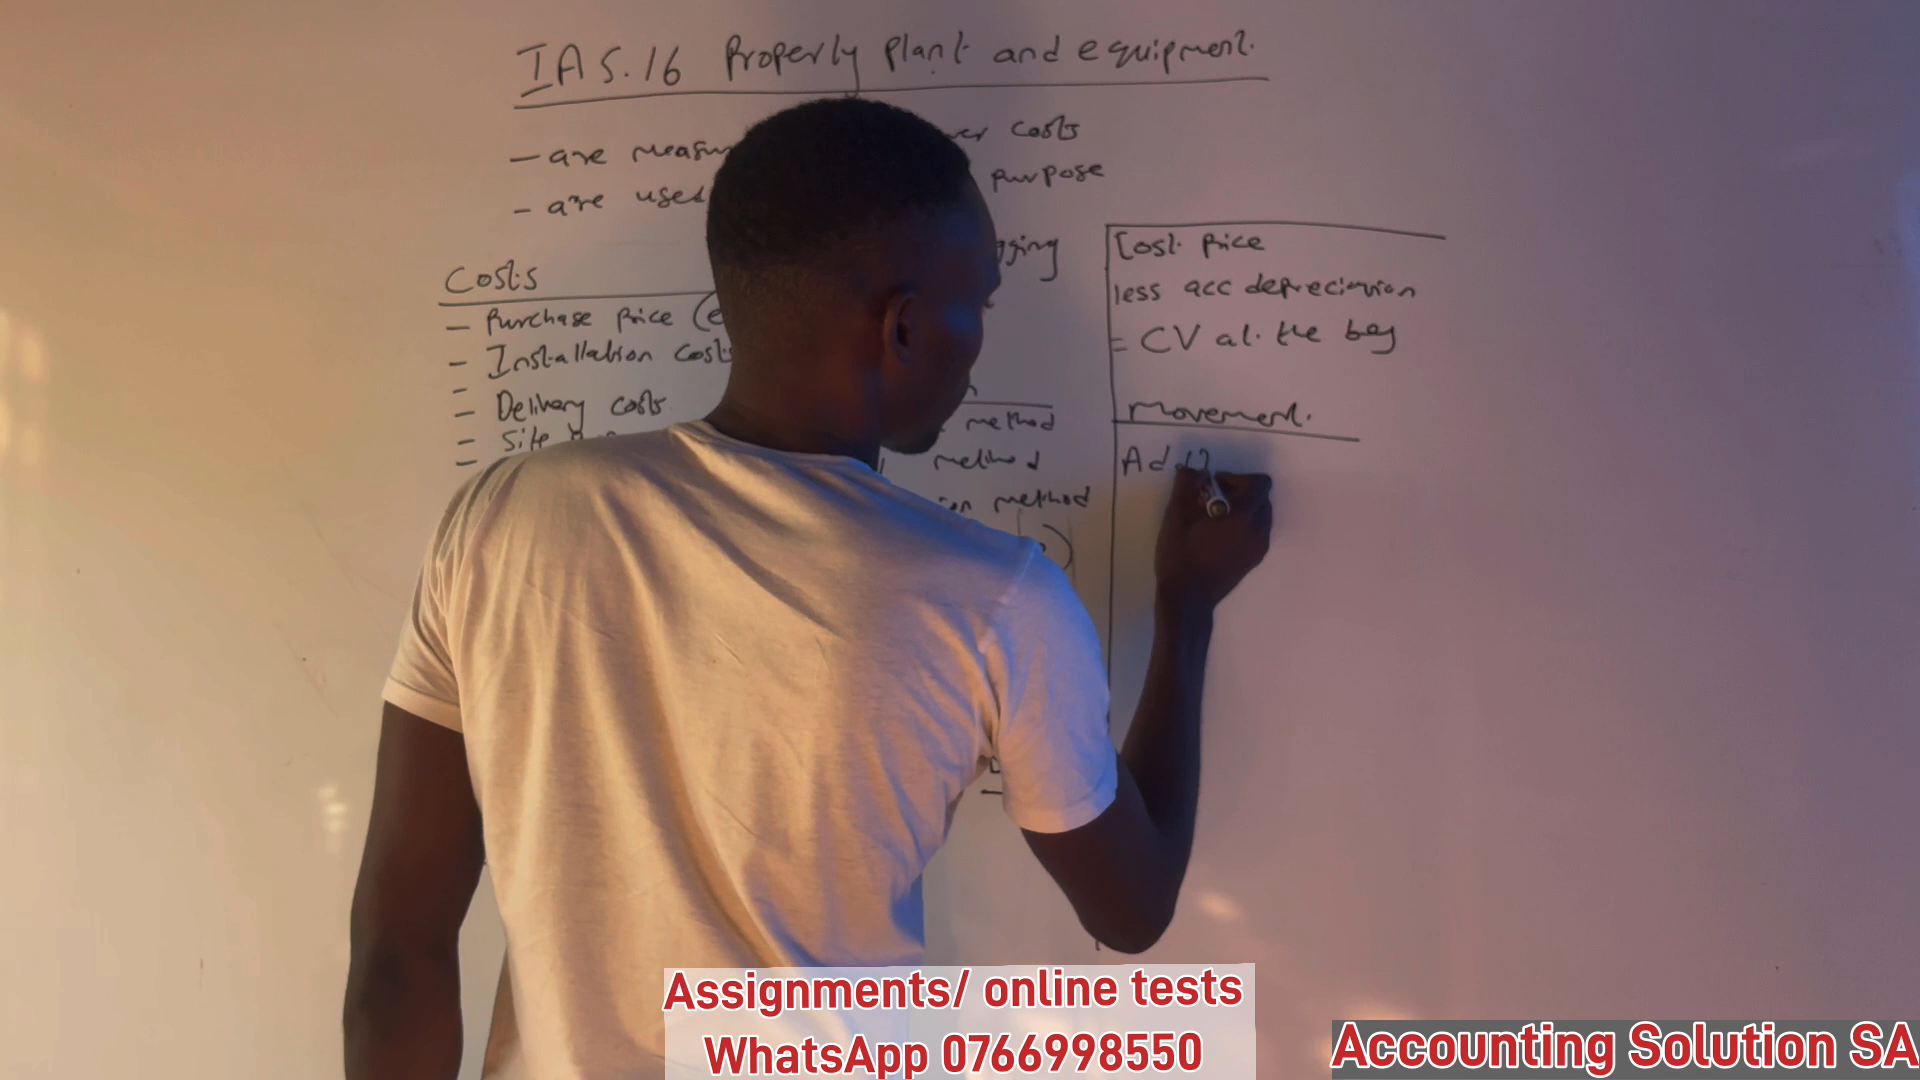 IAS.16 Property plant and equipment.
- are measu
er costs
- are used
purpose
gging
Costs
- Purchase price (e
- Installation costs
- Delivery costs
- Site
method
method
ion method
Cost price
less acc depreciation
= CV at the beg
Movement.
Addi
Assignments/ online tests
WhatsApp 0766998550
Accounting Solution SA